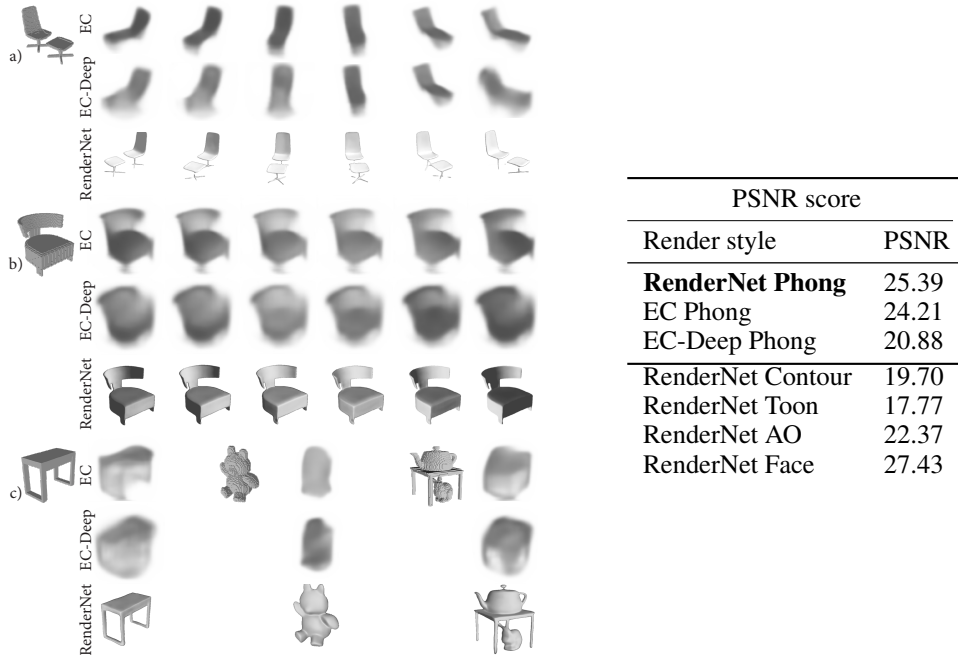 a)
EC
EC-Deep
RenderNet
b)
EC
EC-Deep
RenderNet
c)
EC
EC-Deep
RenderNet
PSNR score
Render style PSNR
RenderNet Phong 25.39
EC Phong 24.21
EC-Deep Phong 20.88
RenderNet Contour 19.70
RenderNet Toon 17.77
RenderNet AO 22.37
RenderNet Face 27.43